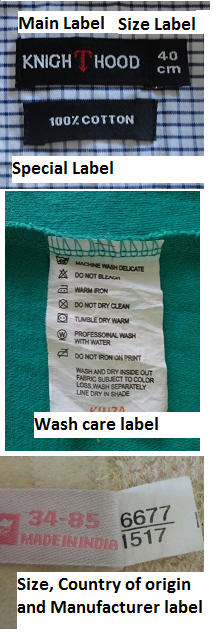 Main Label Size Label
KNIGHTHOOD 40 cm
100% COTTON
Special Label
MACHINE WASH DELICATE
DO NOT BLEACH
WARM IRON
DO NOT DRY CLEAN
TUMBLE DRY WARM
PROFESSOINAL WASH
WITH WATER
DO NOT IRON ON PRINT
WASH AND DRY INSIDE OUT
FABRIC SUBJECT TO COLOR
LOSS,WASH SEPARATELY
LINE DRY IN SHADE
Wash care label
34-85
MADE IN INDIA
6677
1517
Size, Country of origin
and Manufacturer label